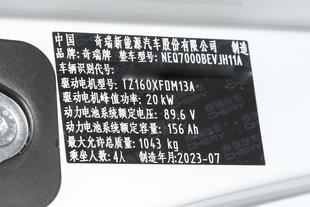 中国 奇瑞新能源汽车股份有限公司 制造
品牌：奇瑞牌 整车型号：NEQ7000BEVJH11A
车辆识别代号：
驱动电机型号：TZ160XFDM13A
驱动电机峰值功率：20 kW
动力电池系统额定电压：89.6 V
动力电池系统额定容量：156 Ah
最大允许总质量：1043 kg
乘坐人数：4人 制造年月：2023-07